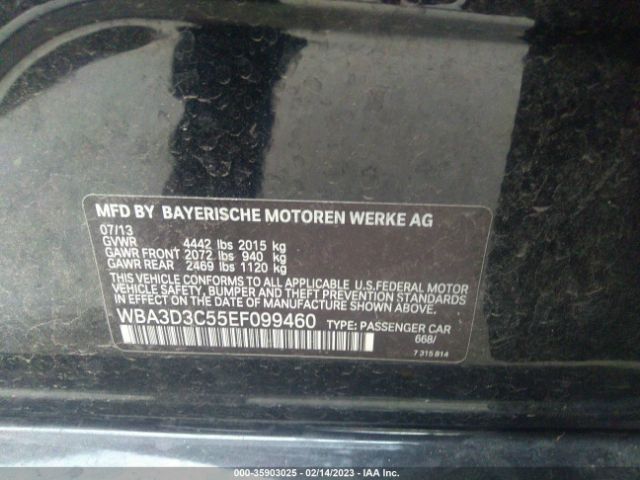 MFD BY BAYERISCHE MOTOREN WERKE AG
07/13
GVWR 4442 lbs 2015 kg
GAWR FRONT 2072 lbs 940 kg
GAWR REAR 2469 lbs 1120 kg
THIS VEHICLE CONFORMS TO ALL APPLICABLE U.S.FEDERAL MOTOR
VEHICLE SAFETY, BUMPER AND THEFT PREVENTION STANDARDS
IN EFFECT ON THE DATE OF MANUFACTURE SHOWN ABOVE.
WBA3D3C55EF099460 TYPE: PASSENGER CAR
668/
7 315 814
000-35903025 - 02/14/2023 - IAA Inc.